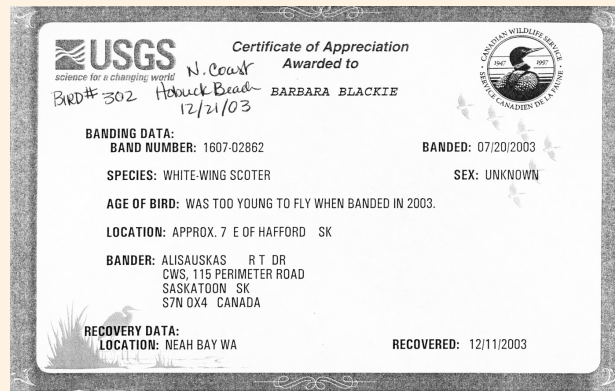 USGS
science for a changing world
Certificate of Appreciation
Awarded to
BARBARA BLACKIE
BIRD# 302
N. Coast
Hobuck Beach
12/21/03
CANADIAN WILDLIFE SERVICE
1947 1997
SERVICE CANADIEN DE LA FAUNE
BANDING DATA:
BAND NUMBER: 1607-02862 BANDED: 07/20/2003
SPECIES: WHITE-WING SCOTER SEX: UNKNOWN
AGE OF BIRD: WAS TOO YOUNG TO FLY WHEN BANDED IN 2003.
LOCATION: APPROX. 7 E OF HAFFORD SK
BANDER: ALISAUSKAS R T DR
CWS, 115 PERIMETER ROAD
SASKATOON SK
S7N 0X4 CANADA
RECOVERY DATA:
LOCATION: NEAH BAY WA RECOVERED: 12/11/2003